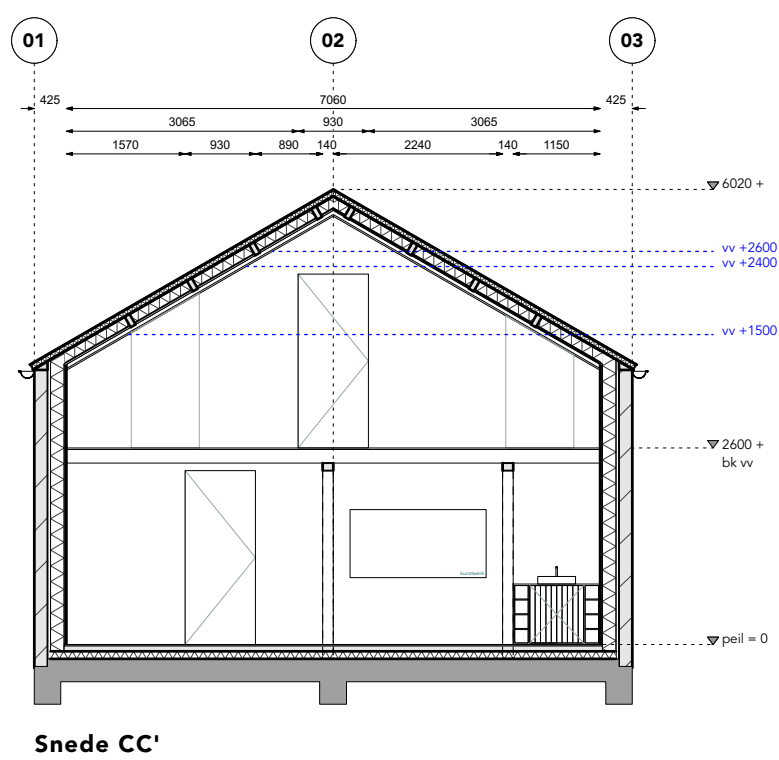 01 02 03
425 7060 425
3065 930 3065
1570 930 890 140 2240 140 1150
6020 +
vv +2600
vv +2400
vv +1500
2600 +
bk vv
kunstwerk
peil = 0
Snede CC'